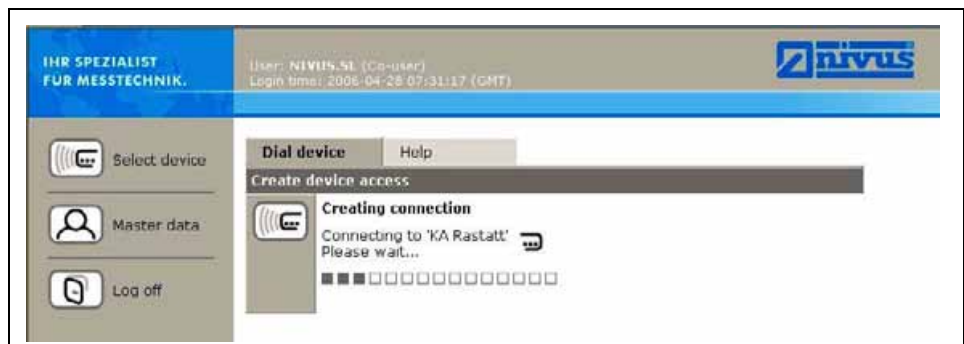 IHR SPEZIALIST
FÜR MESSTECHNIK.
User: NIVUS.SL (Co-user)
Login time: 2006-04-28 07:31:17 (GMT)
nivus
Select device
Master data
Log off
Dial device Help
Create device access
Creating connection
Connecting to 'KA Rastatt'
Please wait...